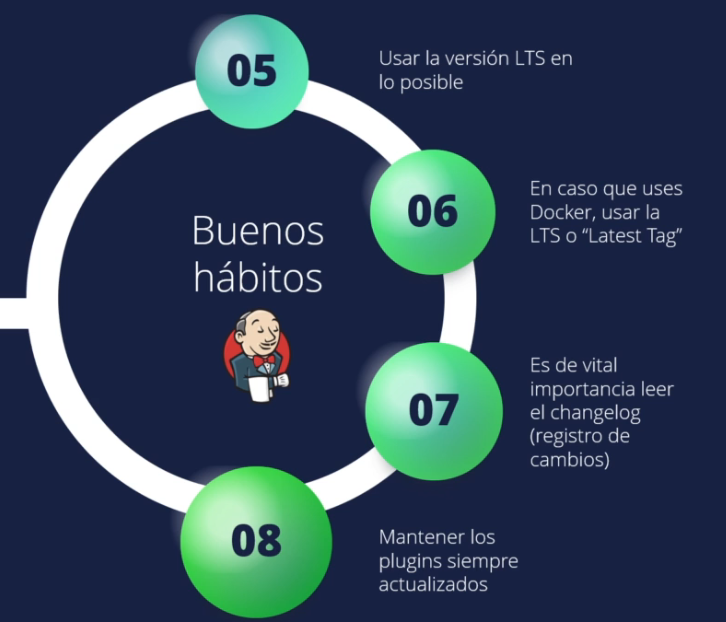 05
Usar la versión LTS en
lo posible
06
En caso que uses
Docker, usar la
LTS o “Latest Tag”
Buenos
hábitos
07
Es de vital
importancia leer
el changelog
(registro de
cambios)
08
Mantener los
plugins siempre
actualizados